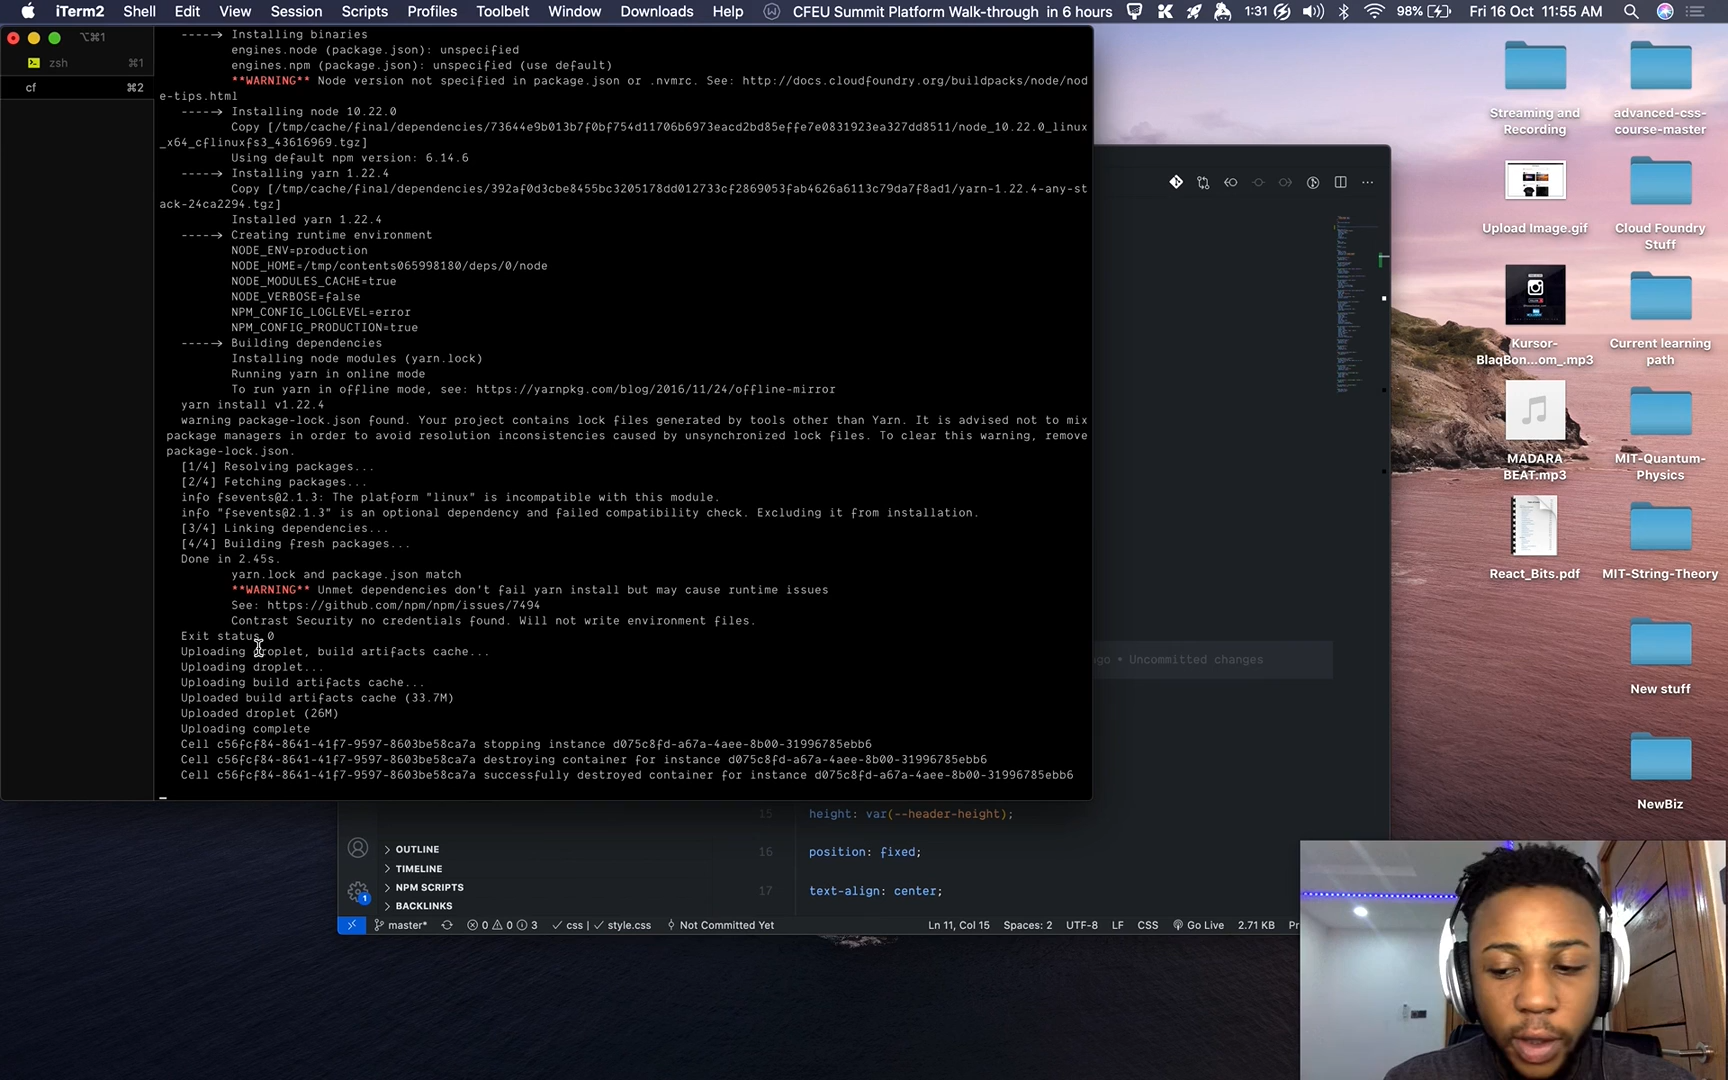 iTerm2 Shell Edit View Session Scripts Profiles Toolbelt Window Downloads Help CFEU Summit Platform Walk-through in 6 hours 1:31 98% Fri 16 Oct 11:55 AM
⌥⌘1
zsh ⌘1
cf ⌘2
-----> Installing binaries
engines.node (package.json): unspecified
engines.npm (package.json): unspecified (use default)
**WARNING** Node version not specified in package.json or .nvmrc. See: http://docs.cloudfoundry.org/buildpacks/node/nod
e-tips.html
-----> Installing node 10.22.0
Copy [/tmp/cache/final/dependencies/73644e9b013b7f0bf754d11706b6973eacd2bd85effe7e0831923ea327dd8511/node_10.22.0_linux
_x64_cflinuxfs3_43616969.tgz]
Using default npm version: 6.14.6
-----> Installing yarn 1.22.4
Copy [/tmp/cache/final/dependencies/392af0d3cbe8455bc3205178dd012733cf2869053fab4626a6113c79da7f8ad1/yarn-1.22.4-any-st
ack-24ca2294.tgz]
Installed yarn 1.22.4
-----> Creating runtime environment
NODE_ENV=production
NODE_HOME=/tmp/contents065998180/deps/0/node
NODE_MODULES_CACHE=true
NODE_VERBOSE=false
NPM_CONFIG_LOGLEVEL=error
NPM_CONFIG_PRODUCTION=true
-----> Building dependencies
Installing node modules (yarn.lock)
Running yarn in online mode
To run yarn in offline mode, see: https://yarnpkg.com/blog/2016/11/24/offline-mirror
yarn install v1.22.4
warning package-lock.json found. Your project contains lock files generated by tools other than Yarn. It is advised not to mix
package managers in order to avoid resolution inconsistencies caused by unsynchronized lock files. To clear this warning, remove
package-lock.json.
[1/4] Resolving packages...
[2/4] Fetching packages...
info fsevents@2.1.3: The platform "linux" is incompatible with this module.
info "fsevents@2.1.3" is an optional dependency and failed compatibility check. Excluding it from installation.
[3/4] Linking dependencies...
[4/4] Building fresh packages...
Done in 2.45s.
yarn.lock and package.json match
**WARNING** Unmet dependencies don't fail yarn install but may cause runtime issues
See: https://github.com/npm/npm/issues/7494
Contrast Security no credentials found. Will not write environment files.
Exit status 0
Uploading droplet, build artifacts cache...
Uploading droplet...
Uploading build artifacts cache...
Uploaded build artifacts cache (33.7M)
Uploaded droplet (26M)
Uploading complete
Cell c56fcf84-8641-41f7-9597-8603be58ca7a stopping instance d075c8fd-a67a-4aee-8b00-31996785ebb6
Cell c56fcf84-8641-41f7-9597-8603be58ca7a destroying container for instance d075c8fd-a67a-4aee-8b00-31996785ebb6
Cell c56fcf84-8641-41f7-9597-8603be58ca7a successfully destroyed container for instance d075c8fd-a67a-4aee-8b00-31996785ebb6
ago • Uncommitted changes
15 height: var(--header-height);
16 position: fixed;
17 text-align: center;
OUTLINE
TIMELINE
NPM SCRIPTS
BACKLINKS
1
master* 0 0 3 css | style.css Not Committed Yet Ln 11, Col 15 Spaces: 2 UTF-8 LF CSS Go Live 2.71 KB Pr
Streaming and
Recording
advanced-css-
course-master
Upload Image.gif
Cloud Foundry
Stuff
Kursor-
BlaqBon...om_.mp3
Current learning
path
MADARA
BEAT.mp3
MIT-Quantum-
Physics
React_Bits.pdf
MIT-String-Theory
New stuff
NewBiz